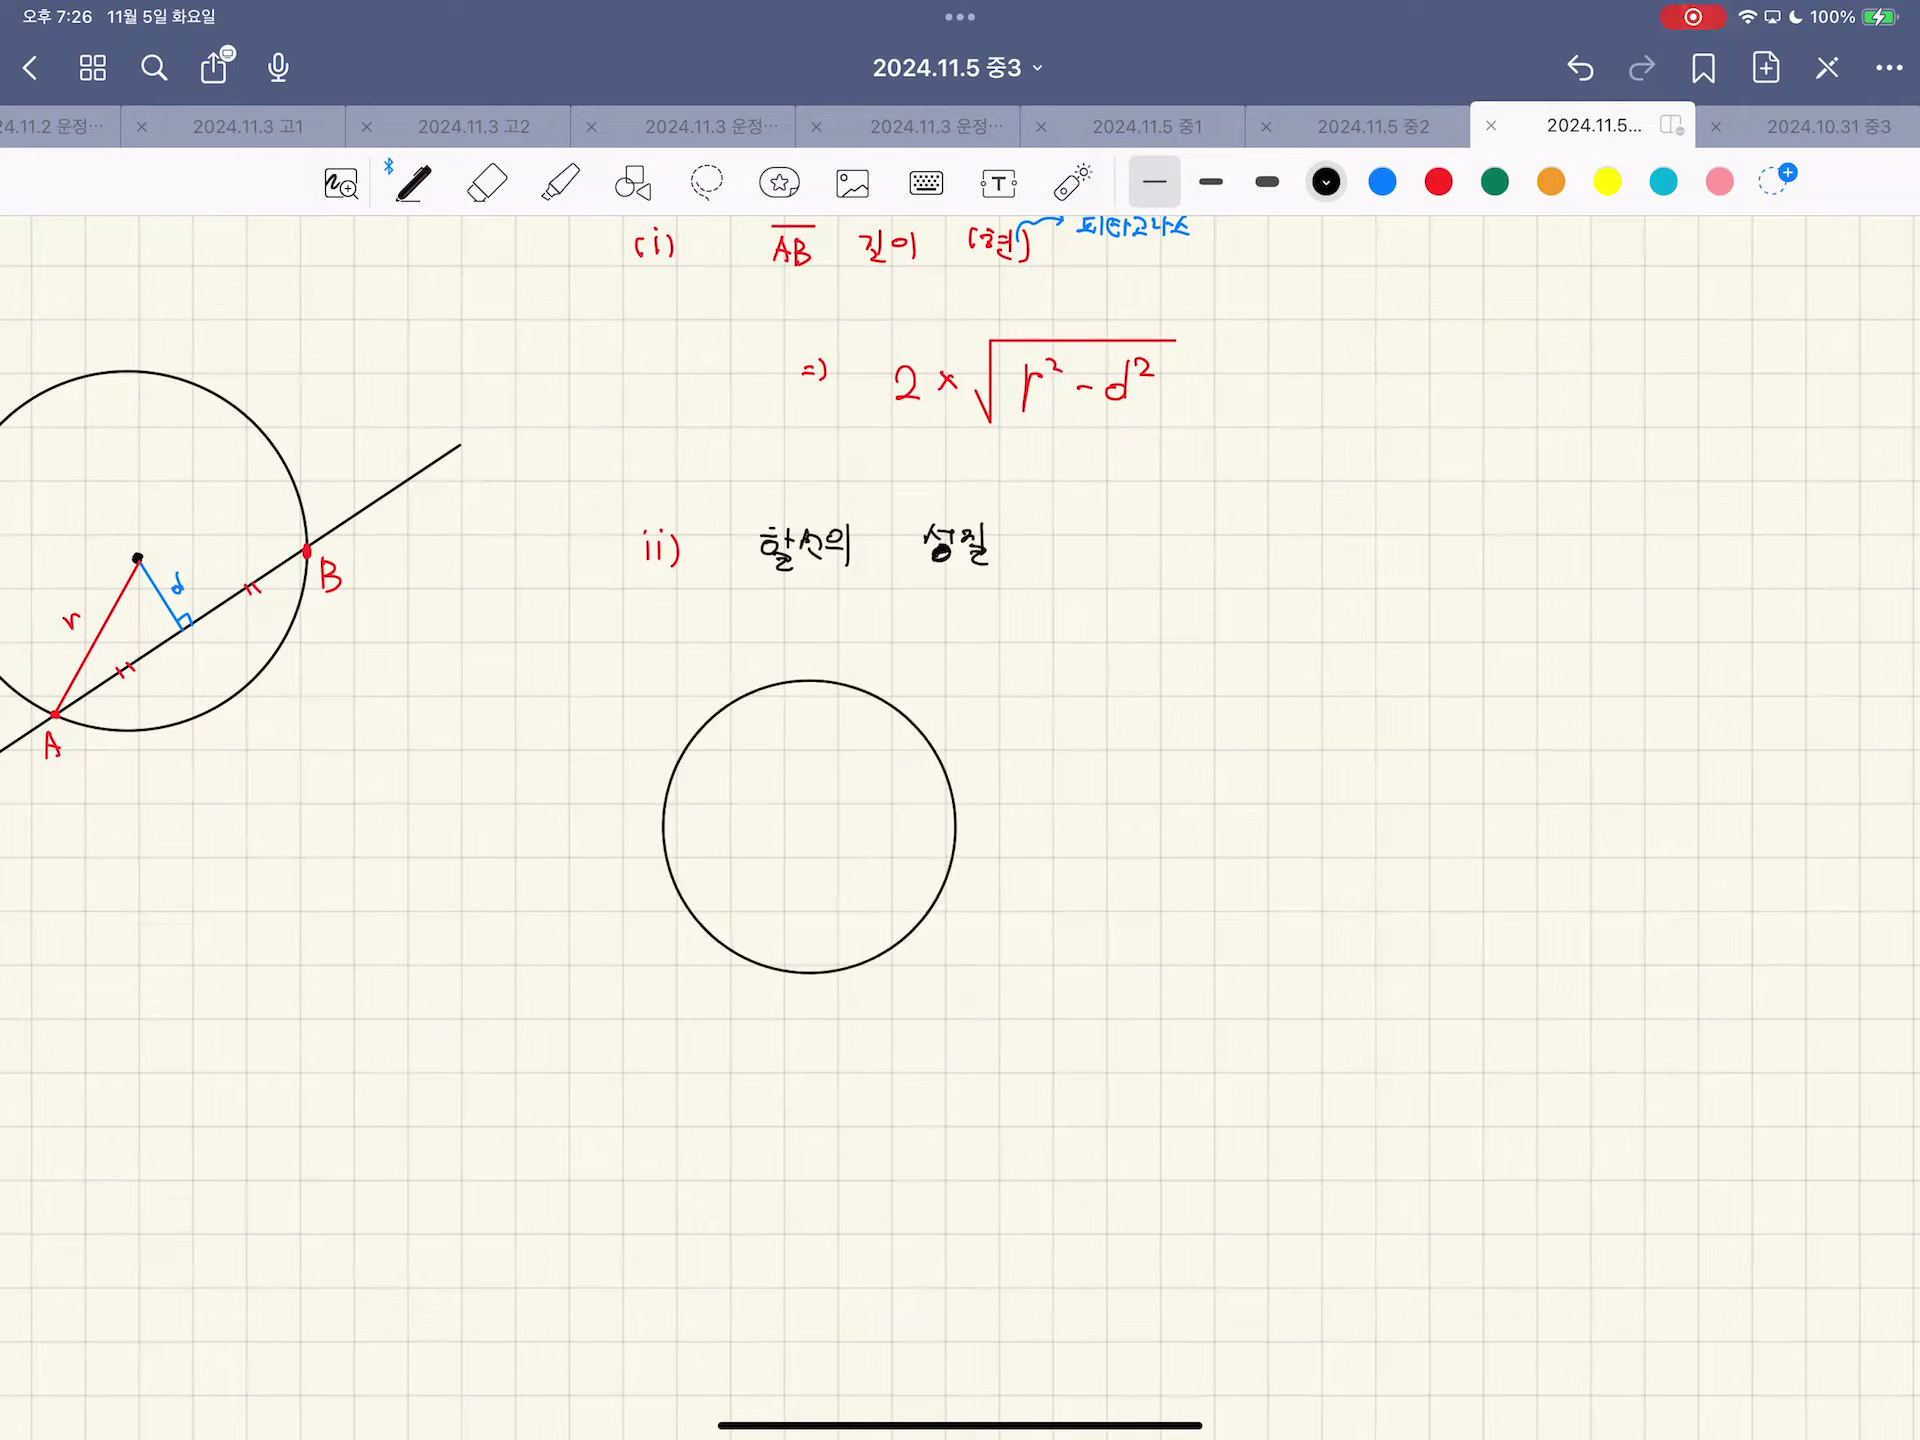 오후 7:26 11월 5일 화요일
100%
2024.11.5 중3
24.11.2 운정… 2024.11.3 고1 2024.11.3 고2 2024.11.3 운정… 2024.11.3 운정… 2024.11.5 중1 2024.11.5 중2 2024.11.5... 2024.10.31 중3
(i) AB 길이 (현) 피타고라스
=) 2 × √r² - d²
ii) 할선의 성질
d
r
B
A